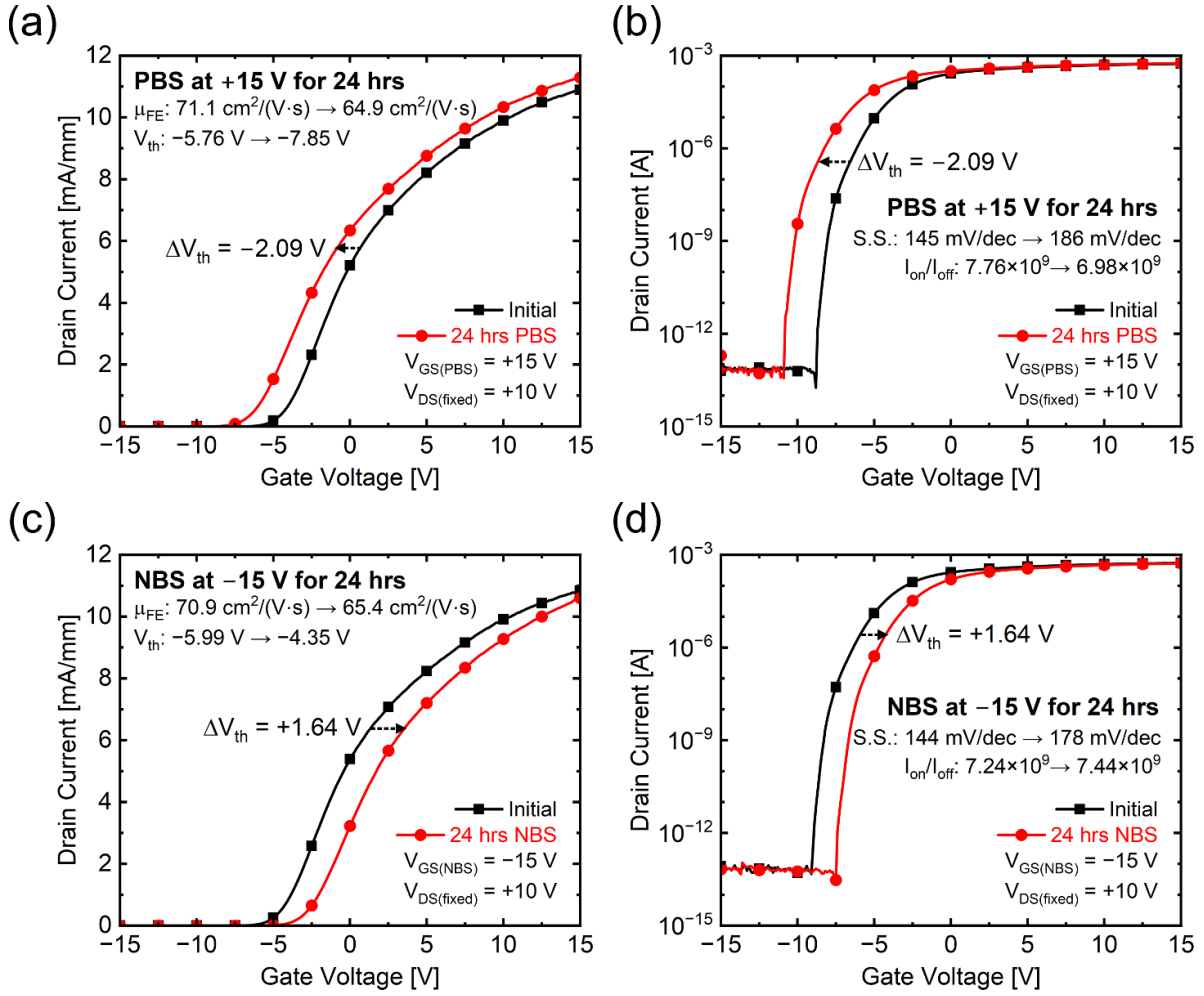 (a)
12
10
8
6
4
2
0
Drain Current [mA/mm]
PBS at +15 V for 24 hrs
μFE: 71.1 cm²/(V·s) → 64.9 cm²/(V·s)
Vth: −5.76 V → −7.85 V
ΔVth = −2.09 V
Initial
24 hrs PBS
VGS(PBS) = +15 V
VDS(fixed) = +10 V
−15 −10 −5 0 5 10 15
Gate Voltage [V]
(b)
10⁻³
10⁻⁶
10⁻⁹
10⁻¹²
10⁻¹⁵
Drain Current [A]
ΔVth = −2.09 V
PBS at +15 V for 24 hrs
S.S.: 145 mV/dec → 186 mV/dec
Ion/Ioff: 7.76×10⁹→ 6.98×10⁹
Initial
24 hrs PBS
VGS(PBS) = +15 V
VDS(fixed) = +10 V
−15 −10 −5 0 5 10 15
Gate Voltage [V]
(c)
12
10
8
6
4
2
0
Drain Current [mA/mm]
NBS at −15 V for 24 hrs
μFE: 70.9 cm²/(V·s) → 65.4 cm²/(V·s)
Vth: −5.99 V → −4.35 V
ΔVth = +1.64 V
Initial
24 hrs NBS
VGS(NBS) = −15 V
VDS(fixed) = +10 V
−15 −10 −5 0 5 10 15
Gate Voltage [V]
(d)
10⁻³
10⁻⁶
10⁻⁹
10⁻¹²
10⁻¹⁵
Drain Current [A]
ΔVth = +1.64 V
NBS at −15 V for 24 hrs
S.S.: 144 mV/dec → 178 mV/dec
Ion/Ioff: 7.24×10⁹→ 7.44×10⁹
Initial
24 hrs NBS
VGS(NBS) = −15 V
VDS(fixed) = +10 V
−15 −10 −5 0 5 10 15
Gate Voltage [V]